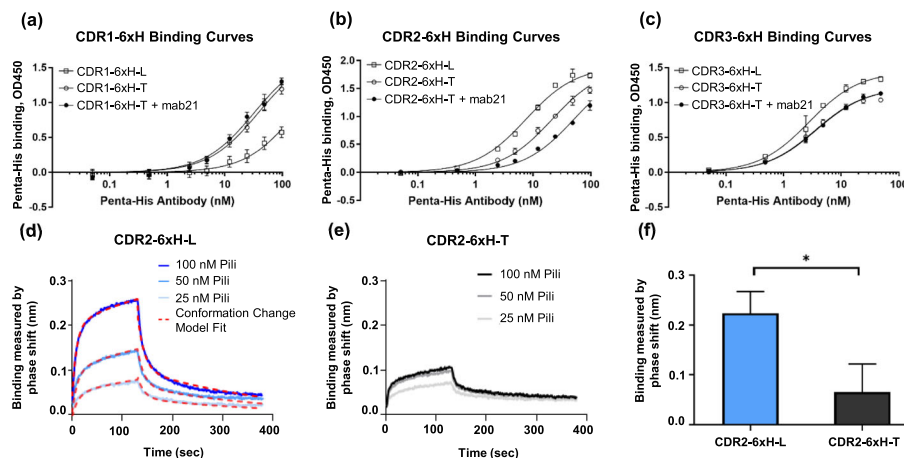 (a)
CDR1-6xH Binding Curves
Penta-His binding, OD450
1.5
1.0
0.5
0.0
-0.5
CDR1-6xH-L
CDR1-6xH-T
CDR1-6xH-T + mab21
0.1
1
10
100
Penta-His Antibody (nM)
(b)
CDR2-6xH Binding Curves
Penta-His binding, OD450
2.0
1.5
1.0
0.5
0.0
-0.5
CDR2-6xH-L
CDR2-6xH-T
CDR2-6xH-T + mab21
0.1
1
10
100
Penta-His Antibody (nM)
(c)
CDR3-6xH Binding Curves
Penta-His binding, OD450
1.5
1.0
0.5
0.0
-0.5
CDR3-6xH-L
CDR3-6xH-T
CDR3-6xH-T + mab21
0.1
1
10
100
Penta-His Antibody (nM)
(d)
CDR2-6xH-L
Binding measured by
phase shift (nm)
0.3
0.2
0.1
0.0
100 nM Pili
50 nM Pili
25 nM Pili
Conformation Change
Model Fit
0
100
200
300
400
Time (sec)
(e)
CDR2-6xH-T
Binding measured by
phase shift (nm)
0.3
0.2
0.1
0.0
100 nM Pili
50 nM Pili
25 nM Pili
0
100
200
300
400
Time (sec)
(f)
Binding measured by
phase shift (nm)
0.3
0.2
0.1
0.0
*
CDR2-6xH-L
CDR2-6xH-T